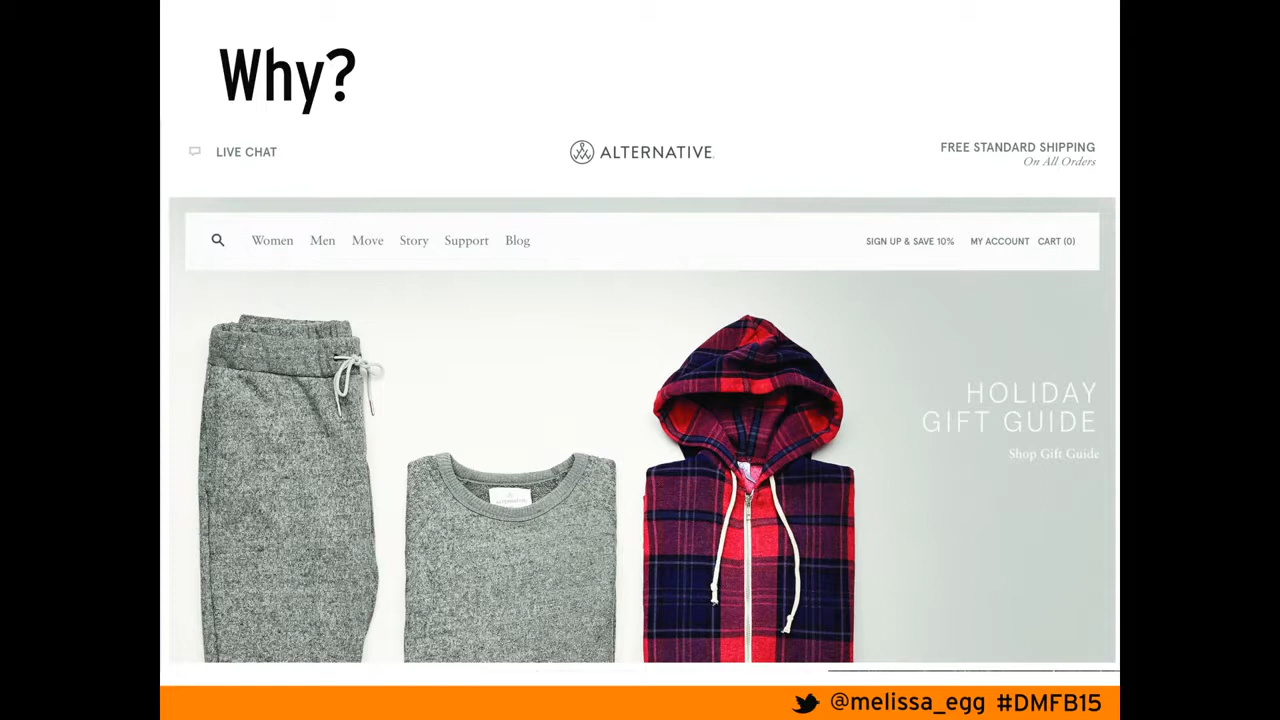 Why?
LIVE CHAT
ALTERNATIVE
FREE STANDARD SHIPPING
On All Orders
Women Men Move Story Support Blog
SIGN UP & SAVE 10% MY ACCOUNT CART (0)
HOLIDAY
GIFT GUIDE
Shop Gift Guide
ALTERNATIVE
@melissa_egg #DMFB15